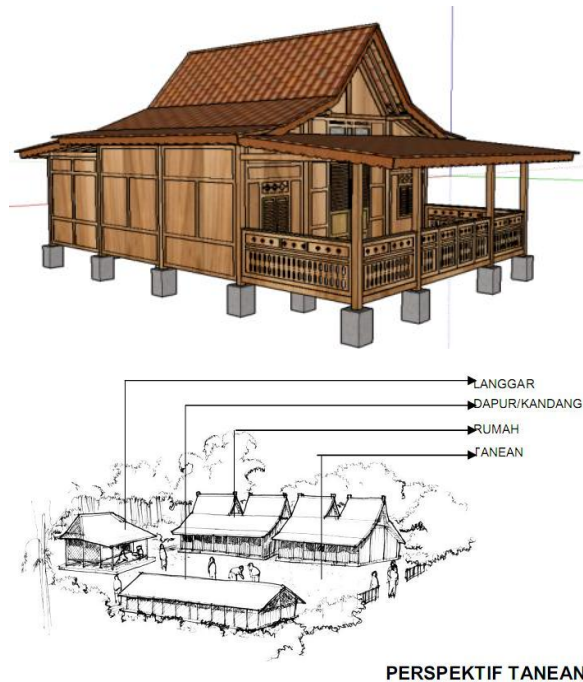 LANGGAR
DAPUR/KANDANG
RUMAH
TANEAN
PERSPEKTIF TANEAN